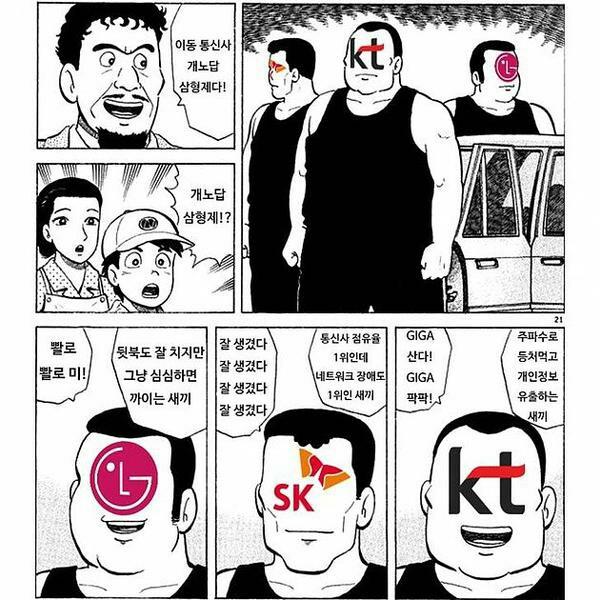 이동 통신사
개노답
삼형제다!
kt
LG
개노답
삼형제!?
21
빨로
빨로 미!
뒷북도 잘 치지만
그냥 심심하면
까이는 새끼
LG
잘 생겼다
잘 생겼다
잘 생겼다
잘 생겼다
통신사 점유율
1위인데
네트워크 장애도
1위인 새끼
SK
GIGA
산다!
GIGA
팍팍!
주파수로
등처먹고
개인정보
유출하는
새끼
kt